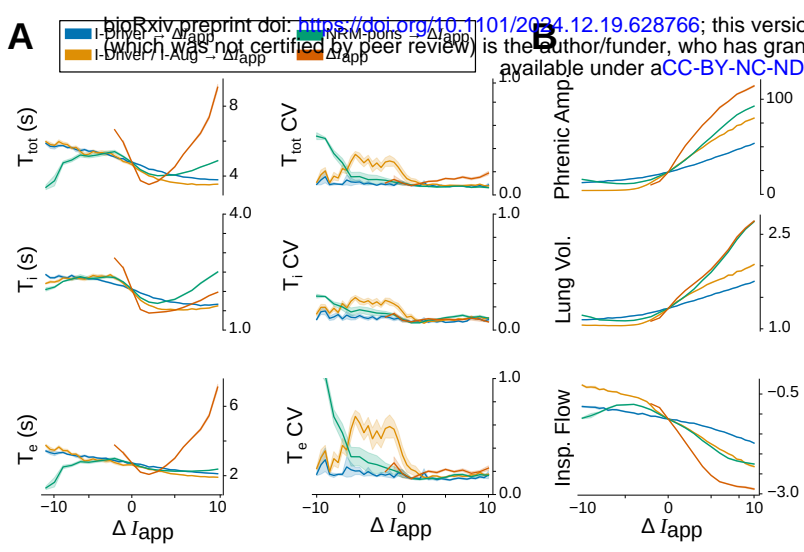 A
B
bioRxiv preprint doi: https://doi.org/10.1101/2024.12.19.628766; this versio
(which was not certified by peer review) is the author/funder, who has gran
available under aCC-BY-NC-ND
I-Driver → ΔIapp
NRM-pons → ΔIapp
I-Driver / I-Aug → ΔIapp
ΔIapp
Ttot (s)
8
4
Ttot CV
1.0
0.0
Phrenic Amp.
100
0
Ti (s)
4.0
1.0
Ti CV
1.0
0.0
Lung Vol.
2.5
1.0
Te (s)
6
2
Te CV
1.0
0.0
Insp. Flow
−0.5
−3.0
−10 0 10
−10 0 10
−10 0 10
Δ Iapp
Δ Iapp
Δ Iapp